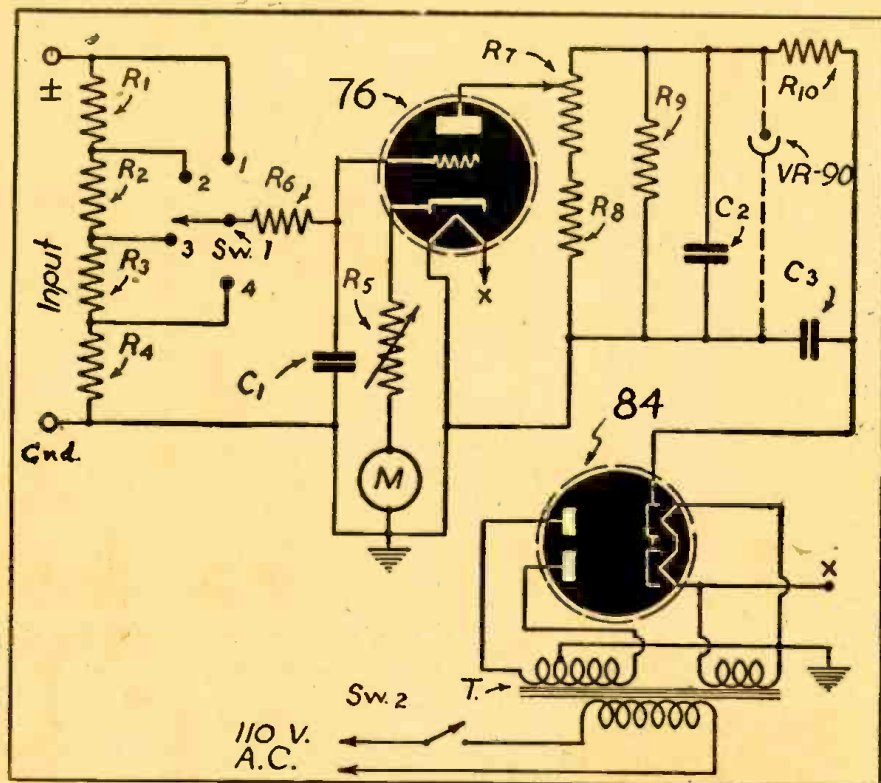 ±
R1
R2
R3
R4
Input
Gnd.
1
2
3
4
Sw.1
R6
C1
R5
M
76
x
R7
R8
R9
C2
VR-90
R10
C3
84
x
T.
Sw.2
110 V.
A.C.